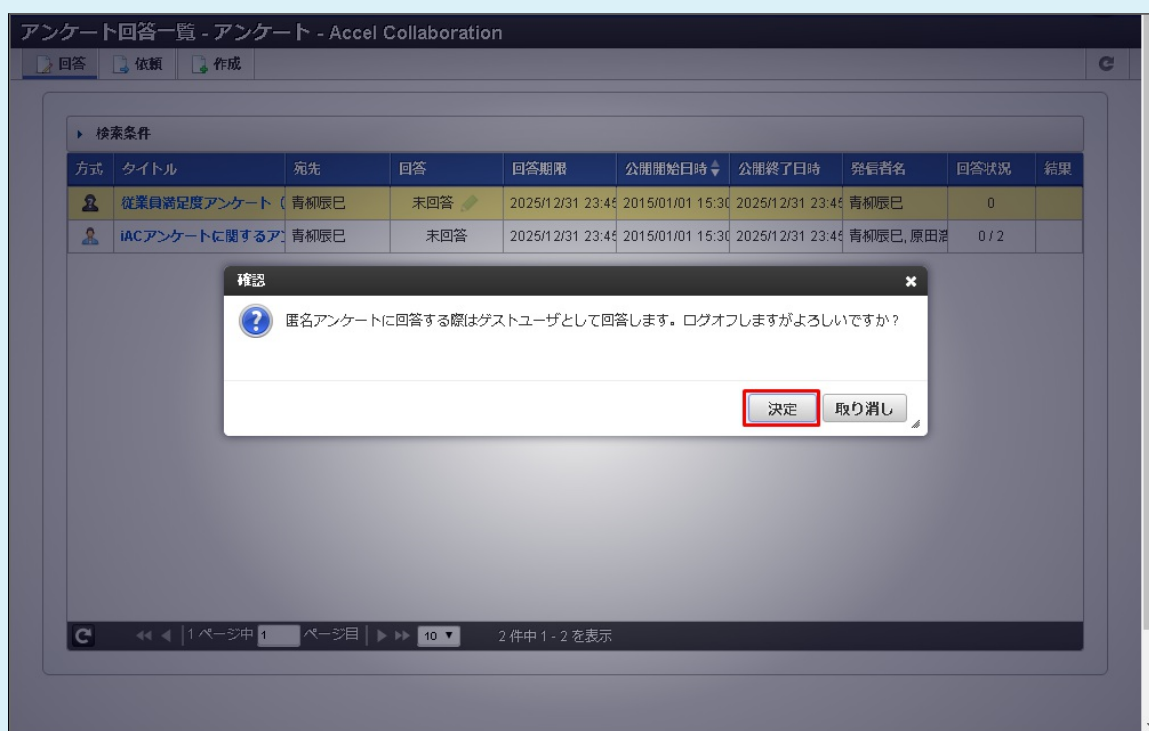 アンケート回答一覧 - アンケート - Accel Collaboration
回答 依頼 作成
検索条件
方式 タイトル 宛先 回答 回答期限 公開開始日時 公開終了日時 発信者名 回答状況 結果
従業員満足度アンケート ( 青柳辰巳 未回答 2025/12/31 23:45 2015/01/01 15:30 2025/12/31 23:45 青柳辰巳 0
iACアンケートに関するア 青柳辰巳 未回答 2025/12/31 23:45 2015/01/01 15:30 2025/12/31 23:45 青柳辰巳, 原田 0 / 2
確認
匿名アンケートに回答する際はゲストユーザとして回答します。ログオフしますがよろしいですか?
決定 取り消し
1 ページ中 1 ページ目 10 2 件中 1 - 2 を表示